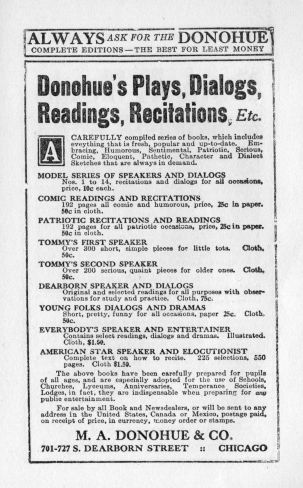 ALWAYS ASK FOR THE DONOHUE
COMPLETE EDITIONS—THE BEST FOR LEAST MONEY
Donohue's Plays, Dialogs,
Readings, Recitations, Etc.
A CAREFULLY compiled series of books, which includes
eveything that is fresh, popular and up-to-date. Em-
bracing, Humorous, Sentimental, Patriotic, Serious,
Comic, Eloquent, Pathetic, Character and Dialect
Sketches that are always in demand.
MODEL SERIES OF SPEAKERS AND DIALOGS
Nos. 1 to 14, recitations and dialogs for all occasions,
price, 10c each.
COMIC READINGS AND RECITATIONS
192 pages all comic and humorous, price, 25c in paper.
50c in cloth.
PATRIOTIC RECITATIONS AND READINGS
192 pages for all patriotic occasions, price, 25c in paper.
50c in cloth.
TOMMY'S FIRST SPEAKER
Over 300 short, simple pieces for little tots. Cloth,
50c.
TOMMY'S SECOND SPEAKER
Over 200 serious, quaint pieces for older ones. Cloth,
50c.
DEARBORN SPEAKER AND DIALOGS
Original and selected readings for all purposes with obser-
vations for study and practice. Cloth, 75c.
YOUNG FOLKS DIALOGS AND DRAMAS
Short, pretty, funny for all occasions, paper 25c. Cloth,
50c.
EVERYBODY'S SPEAKER AND ENTERTAINER
Contains select readings, dialogs and dramas. Illustrated.
Cloth, $1.50.
AMERICAN STAR SPEAKER AND ELOCUTIONIST
Complete text on how to recite. 225 selections, 550
pages. Cloth $1.50.
The above books have been carefully prepared for pupils
of all ages, and are especially adopted for the use of Schools,
Churches, Lyceums, Anniversaries, Temperance Societies,
Lodges, in fact, they are indispensable when preparing for any
public entertainment.
For sale by all Book and Newsdealers, or will be sent to any
address in the United States, Canada or Mexico, postage paid,
on receipt of price, in currency, money order or stamps.
M. A. DONOHUE & CO.
701-727 S. DEARBORN STREET :: CHICAGO